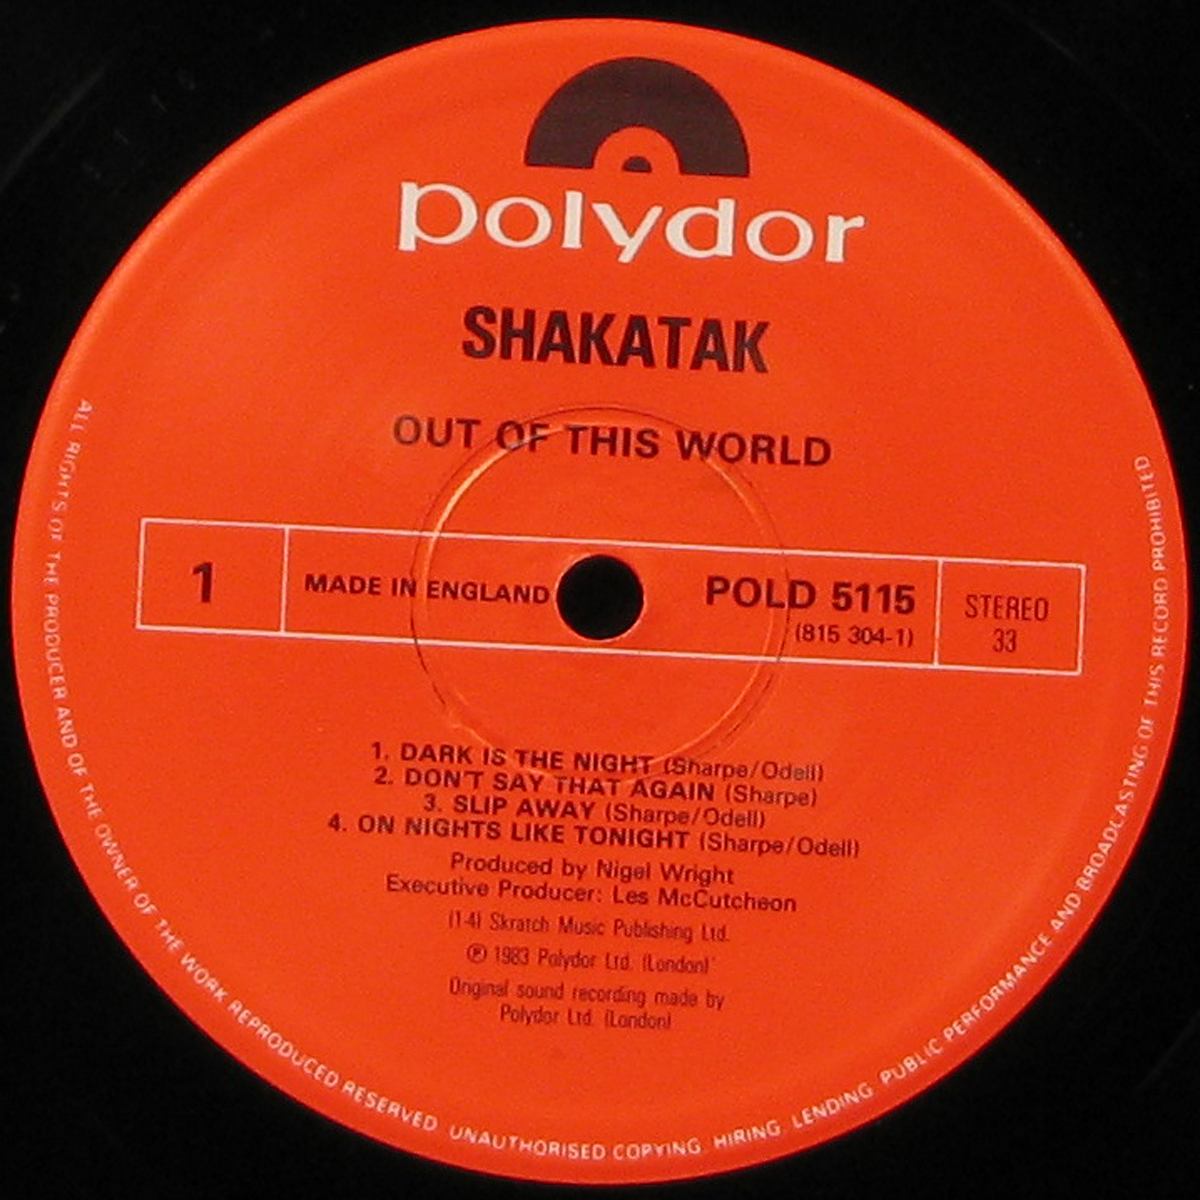 polydor
SHAKATAK
OUT OF THIS WORLD
1
MADE IN ENGLAND
POLD 5115
(815 304-1)
STEREO
33
1. DARK IS THE NIGHT (Sharpe/Odell)
2. DON'T SAY THAT AGAIN (Sharpe)
3. SLIP AWAY (Sharpe/Odell)
4. ON NIGHTS LIKE TONIGHT (Sharpe/Odell)
Produced by Nigel Wright
Executive Producer: Les McCutcheon
(1-4) Skratch Music Publishing Ltd.
℗ 1983 Polydor Ltd. (London)
Original sound recording made by
Polydor Ltd. (London)
ALL RIGHTS OF THE PRODUCER AND OF THE OWNER OF THE WORK REPRODUCED RESERVED UNAUTHORISED COPYING HIRING LENDING PUBLIC PERFORMANCE AND BROADCASTING OF THIS RECORD PROHIBITED